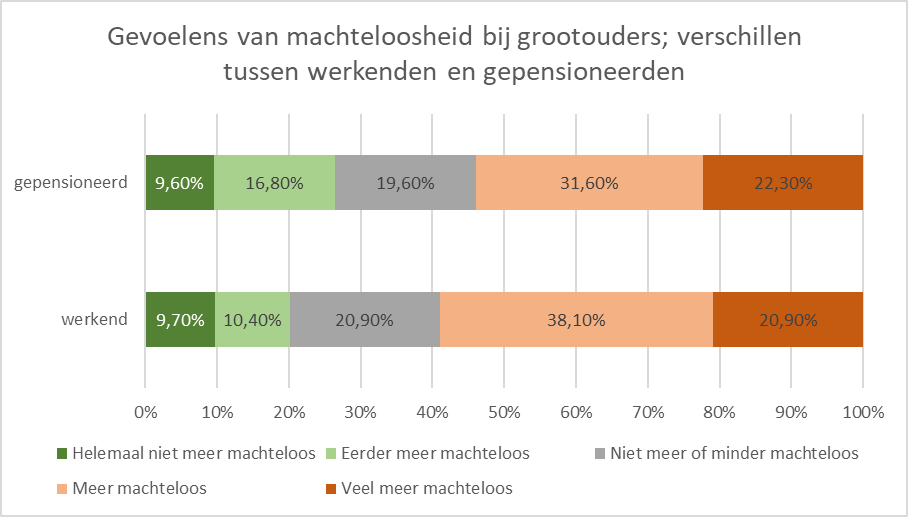 Gevoelens van machteloosheid bij grootouders; verschillen
tussen werkenden en gepensioneerden
gepensioneerd
9,60% 16,80% 19,60% 31,60% 22,30%
werkend
9,70% 10,40% 20,90% 38,10% 20,90%
0% 10% 20% 30% 40% 50% 60% 70% 80% 90% 100%
Helemaal niet meer machteloos Eerder meer machteloos Niet meer of minder machteloos
Meer machteloos Veel meer machteloos